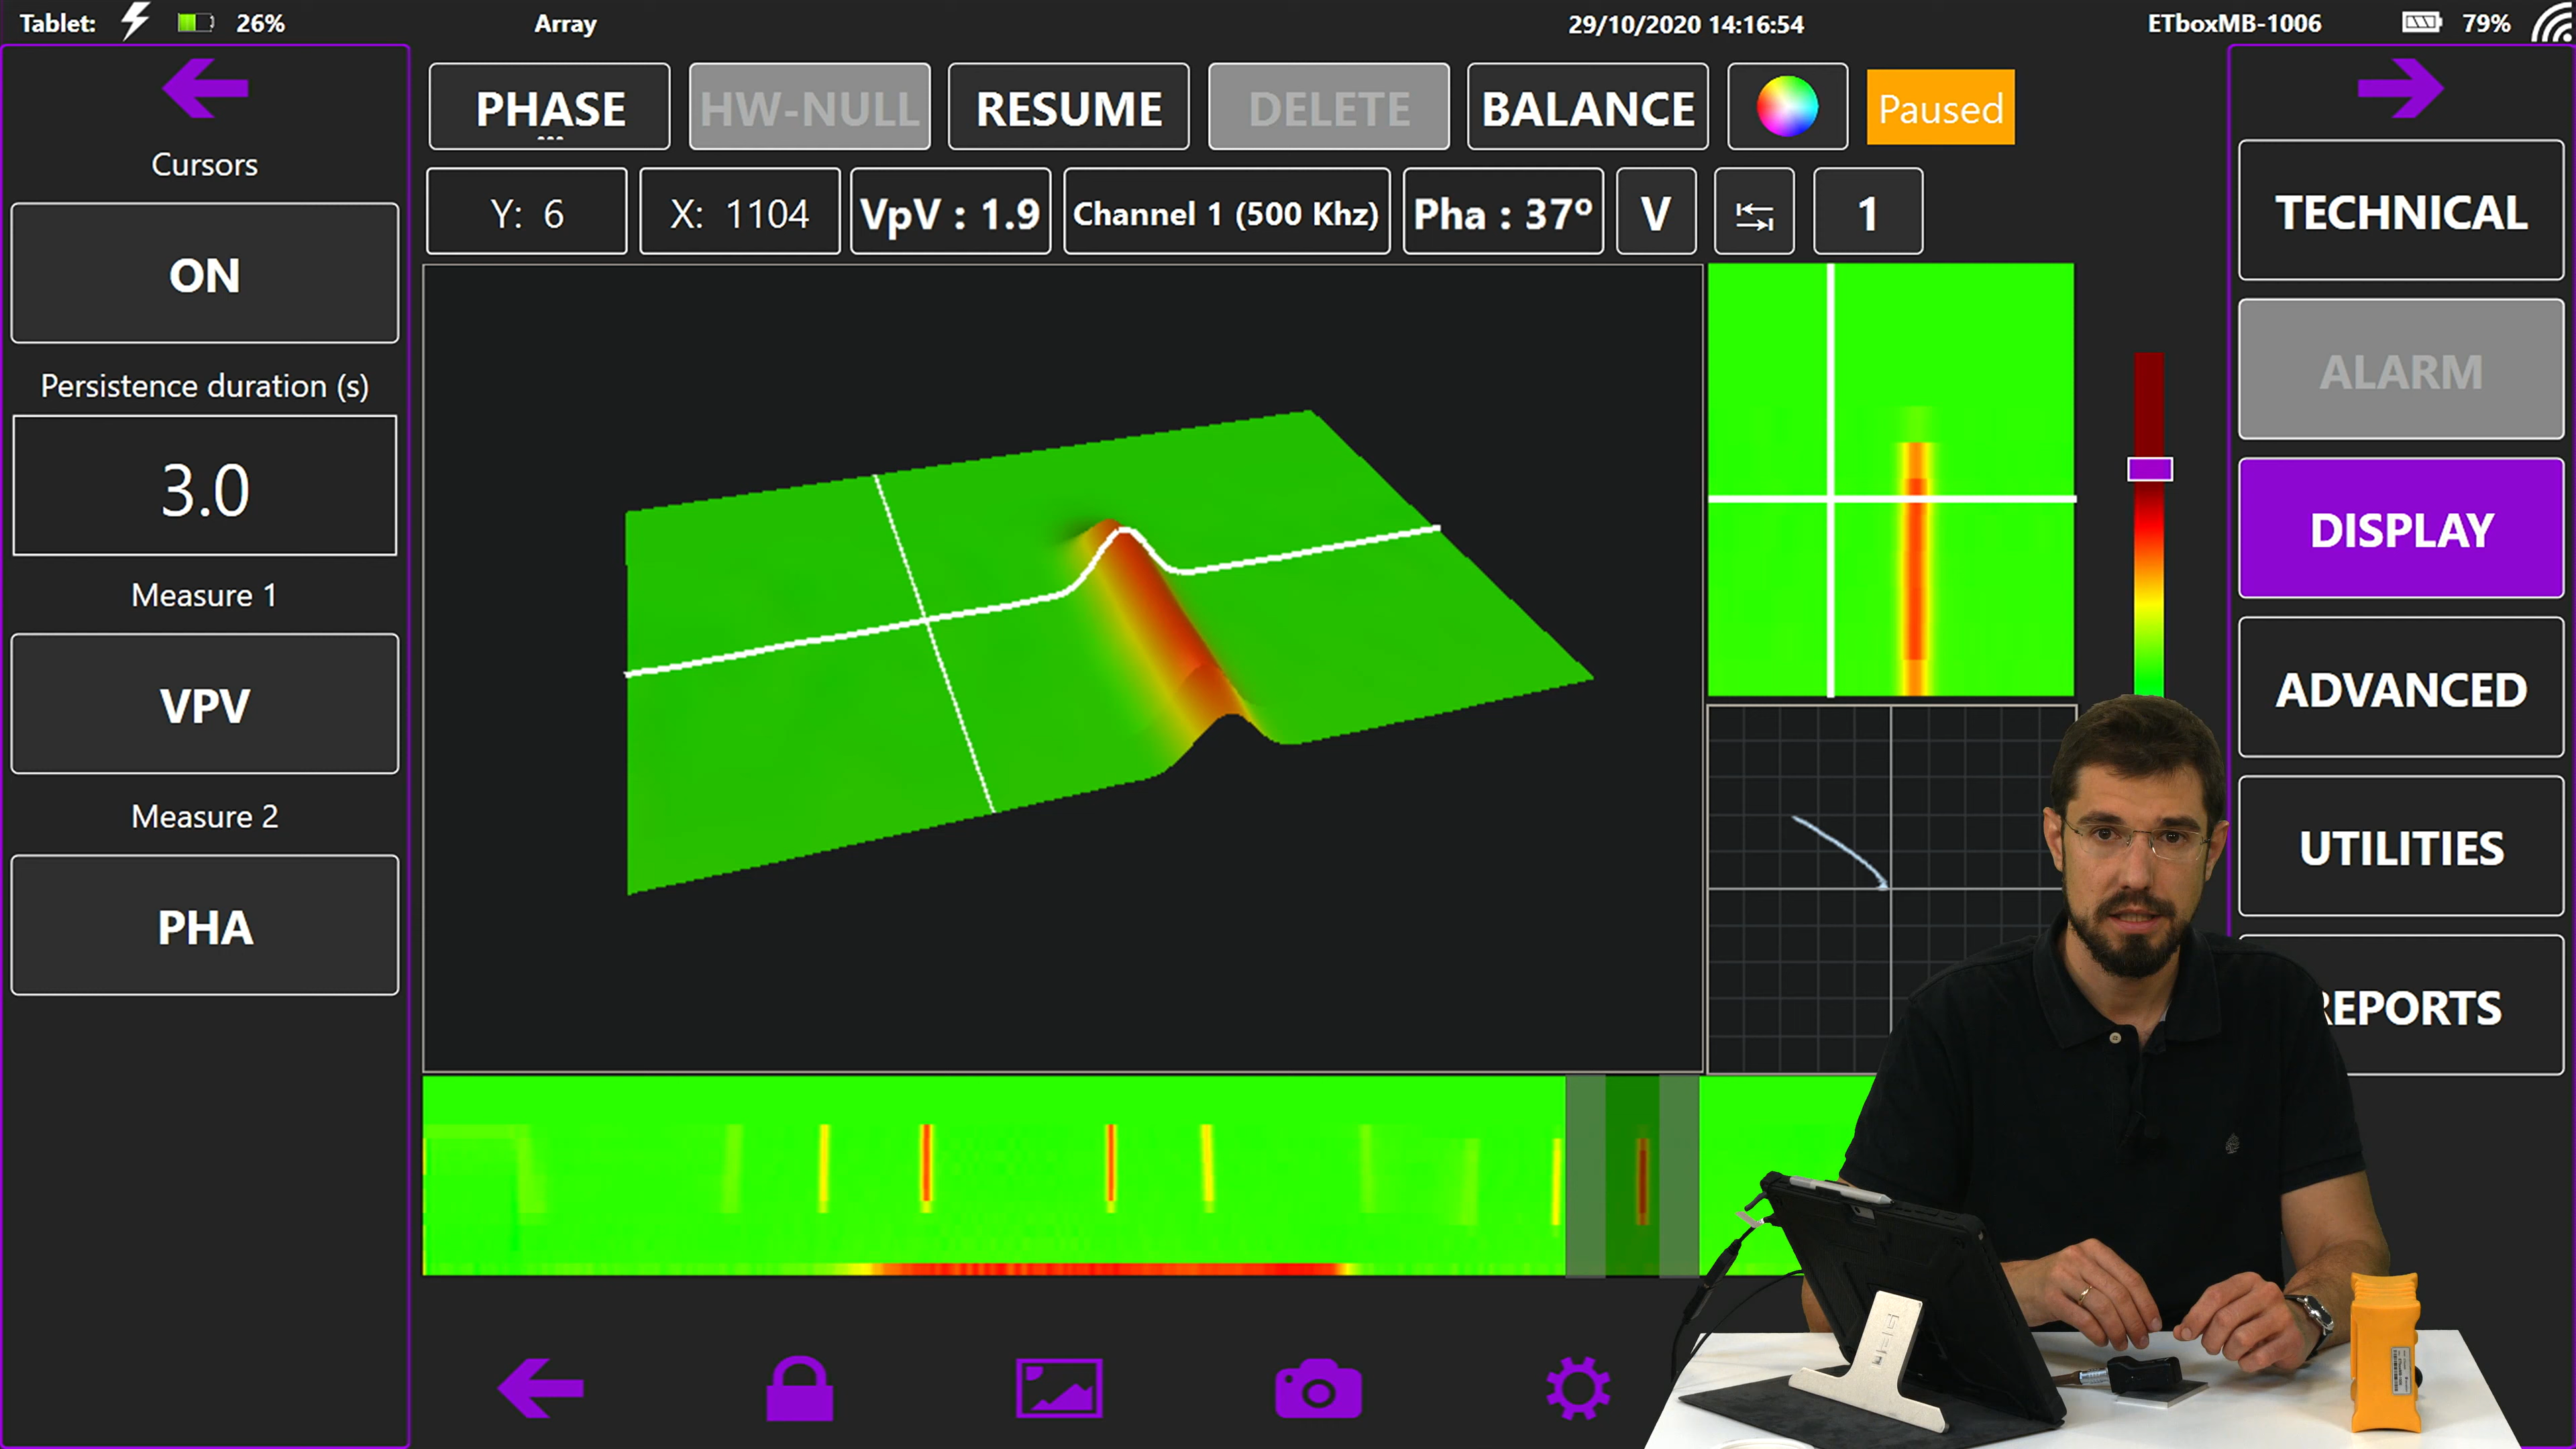 Tablet: 26% Array 29/10/2020 14:16:54 ETboxMB-1006 79%
PHASE ... HW-NULL RESUME DELETE BALANCE Paused
Y: 6 X: 1104 VpV : 1.9 Channel 1 (500 Khz) Pha : 37º V 1
Cursors
ON
Persistence duration (s)
3.0
Measure 1
VPV
Measure 2
PHA
TECHNICAL
ALARM
DISPLAY
ADVANCED
UTILITIES
REPORTS